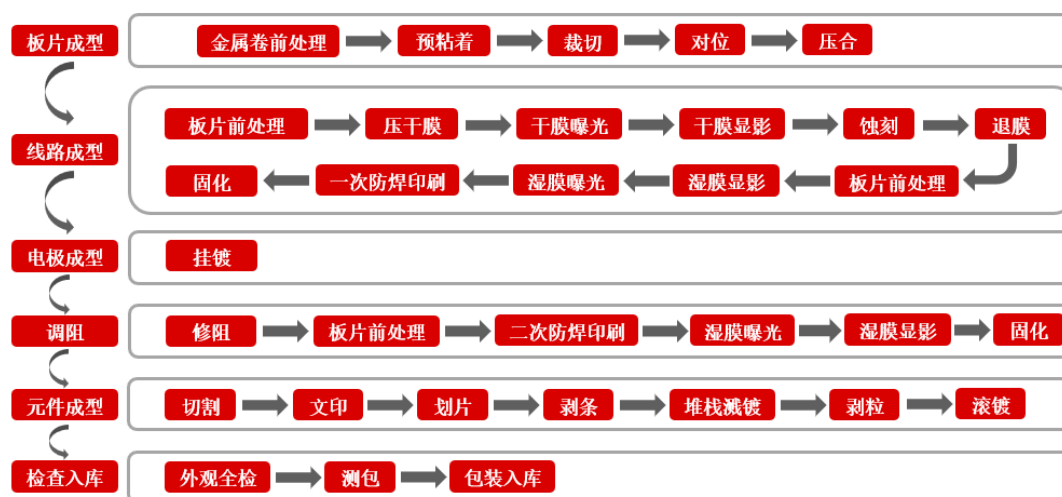 板片成型
金属卷前处理 预粘着 裁切 对位 压合
线路成型
板片前处理 压干膜 干膜曝光 干膜显影 蚀刻 退膜
固化 一次防焊印刷 湿膜曝光 湿膜显影 板片前处理
电极成型
挂镀
调阻
修阻 板片前处理 二次防焊印刷 湿膜曝光 湿膜显影 固化
元件成型
切割 文印 划片 剥条 堆栈溅镀 剥粒 滚镀
检查入库
外观全检 测包 包装入库